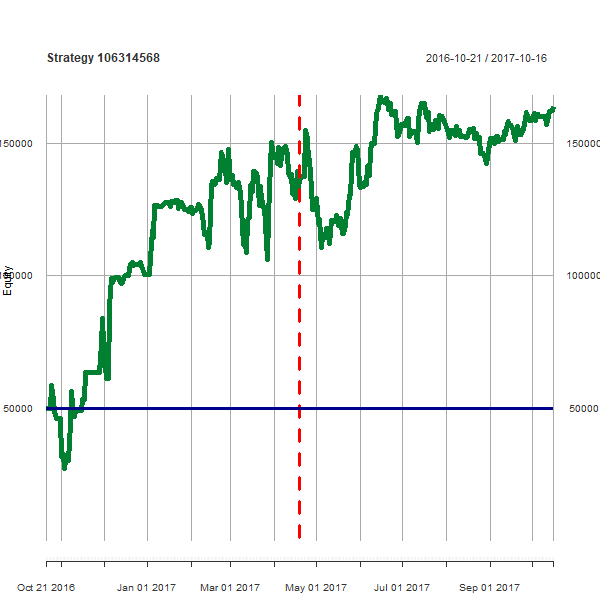 Strategy 106314568
2016-10-21 / 2017-10-16
150000
150000
100000
100000
Equity
50000
50000
Oct 21 2016
Jan 01 2017
Mar 01 2017
May 01 2017
Jul 01 2017
Sep 01 2017